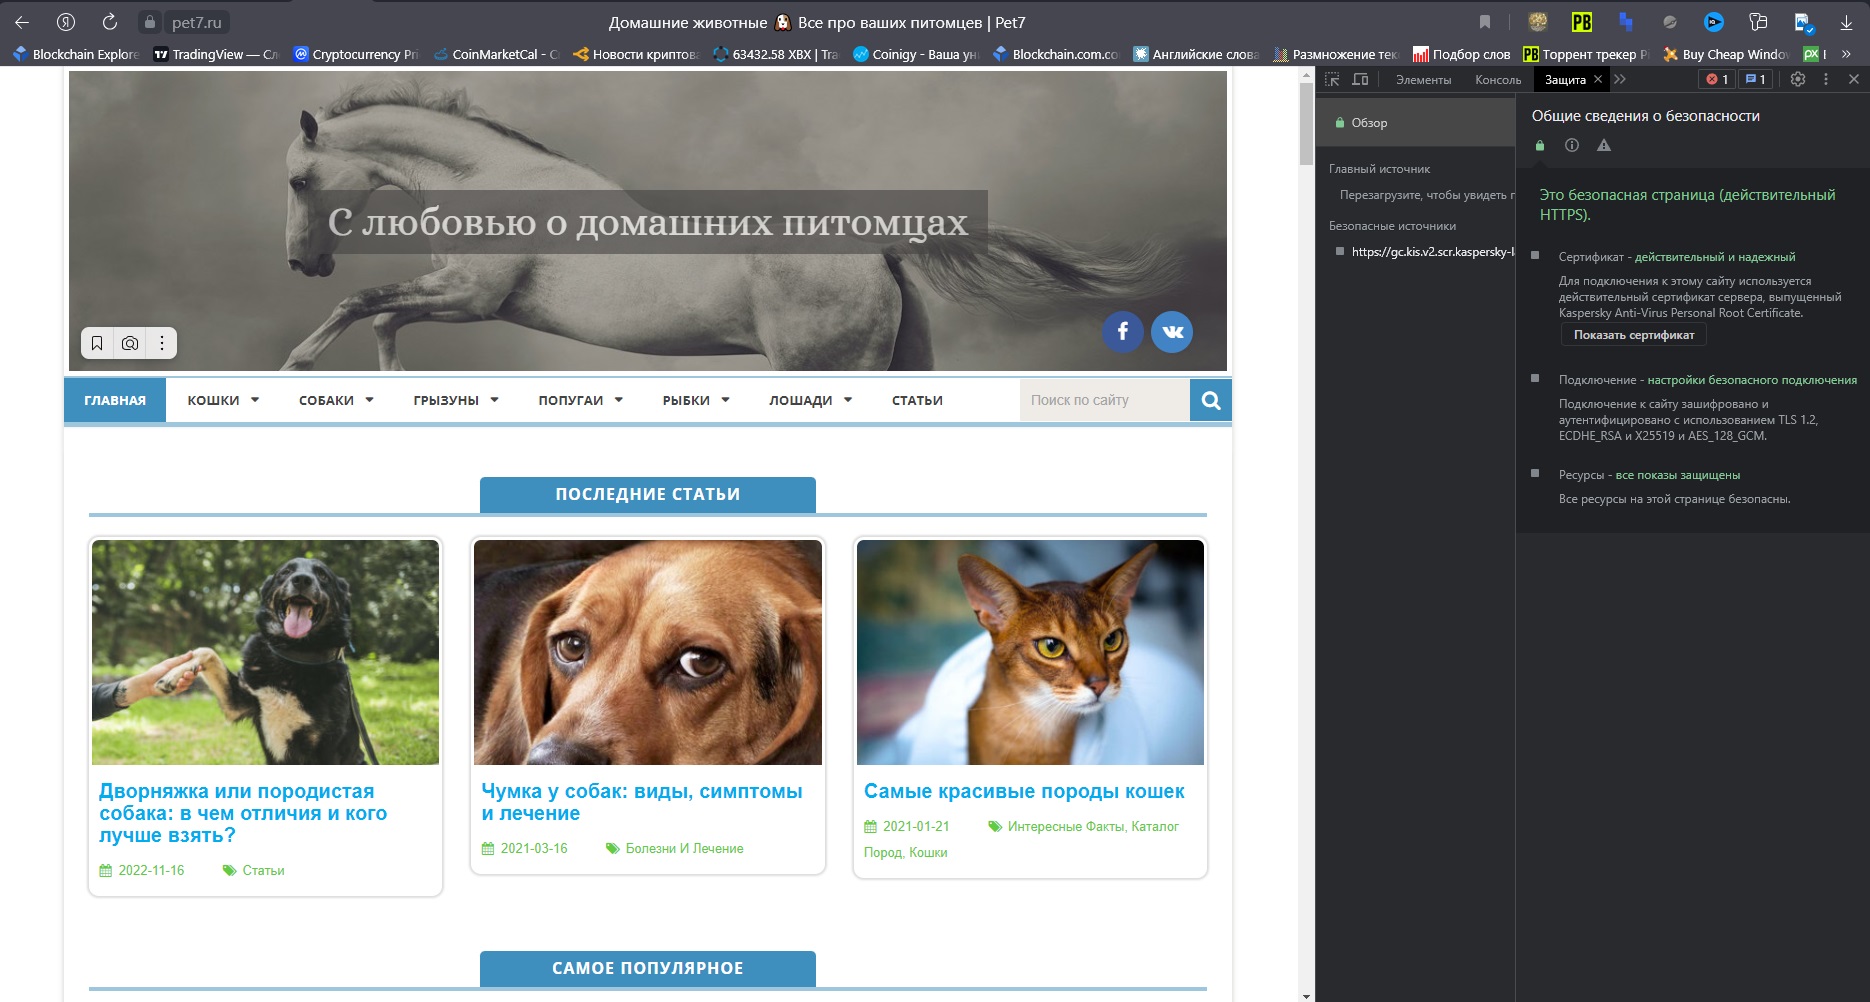 pet7.ru
Домашние животные 🐶 Все про ваших питомцев | Pet7
Blockchain Explore
TradingView — Сл
Cryptocurrency Pri
CoinMarketCal - C
Новости криптова
63432.58 XBX | Tra
Coinigy - Ваша ун
Blockchain.com.co
Английские слова
Размножение тек
Подбор слов
Торрент трекер Pi
Buy Cheap Window
С любовью о домашних питомцах
ГЛАВНАЯ
КОШКИ
СОБАКИ
ГРЫЗУНЫ
ПОПУГАИ
РЫБКИ
ЛОШАДИ
СТАТЬИ
Поиск по сайту
ПОСЛЕДНИЕ СТАТЬИ
Дворняжка или породистая
собака: в чем отличия и кого
лучше взять?
2022-11-16 Статьи
Чумка у собак: виды, симптомы
и лечение
2021-03-16 Болезни И Лечение
Самые красивые породы кошек
2021-01-21 Интересные Факты, Каталог
Пород, Кошки
САМОЕ ПОПУЛЯРНОЕ
Элементы
Консоль
Защита
1
1
Обзор
Главный источник
Перезагрузите, чтобы увидеть г
Безопасные источники
https://gc.kis.v2.scr.kaspersky-l
Общие сведения о безопасности
Это безопасная страница (действительный
HTTPS).
Сертификат - действительный и надежный
Для подключения к этому сайту используется
действительный сертификат сервера, выпущенный
Kaspersky Anti-Virus Personal Root Certificate.
Показать сертификат
Подключение - настройки безопасного подключения
Подключение к сайту зашифровано и
аутентифицировано с использованием TLS 1.2,
ECDHE_RSA и X25519 и AES_128_GCM.
Ресурсы - все показы защищены
Все ресурсы на этой странице безопасны.